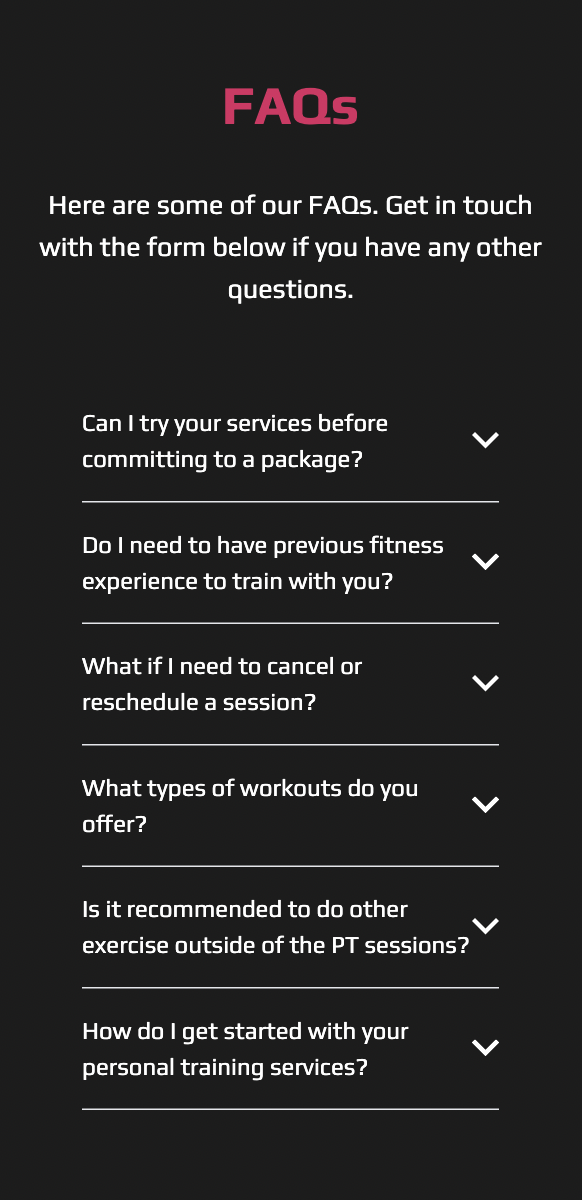 FAQs
Here are some of our FAQs. Get in touch
with the form below if you have any other
questions.
Can I try your services before
committing to a package?
Do I need to have previous fitness
experience to train with you?
What if I need to cancel or
reschedule a session?
What types of workouts do you
offer?
Is it recommended to do other
exercise outside of the PT sessions?
How do I get started with your
personal training services?